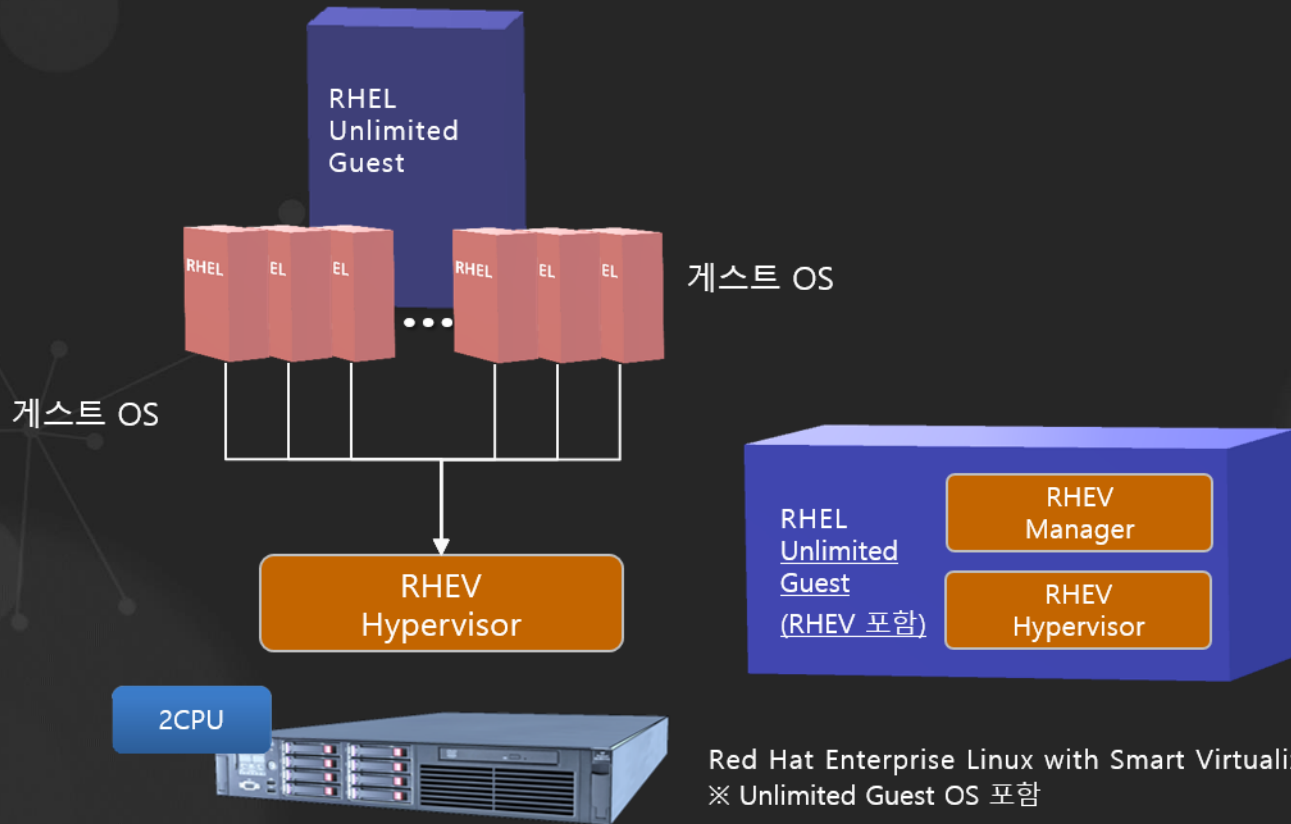 RHEL
Unlimited
Guest
RHEL
EL
EL
RHEL
EL
EL
게스트 OS
게스트 OS
RHEV
Hypervisor
2CPU
RHEL
Unlimited
Guest
(RHEV 포함)
RHEV
Manager
RHEV
Hypervisor
Red Hat Enterprise Linux with Smart
※ Unlimited Guest OS 포함